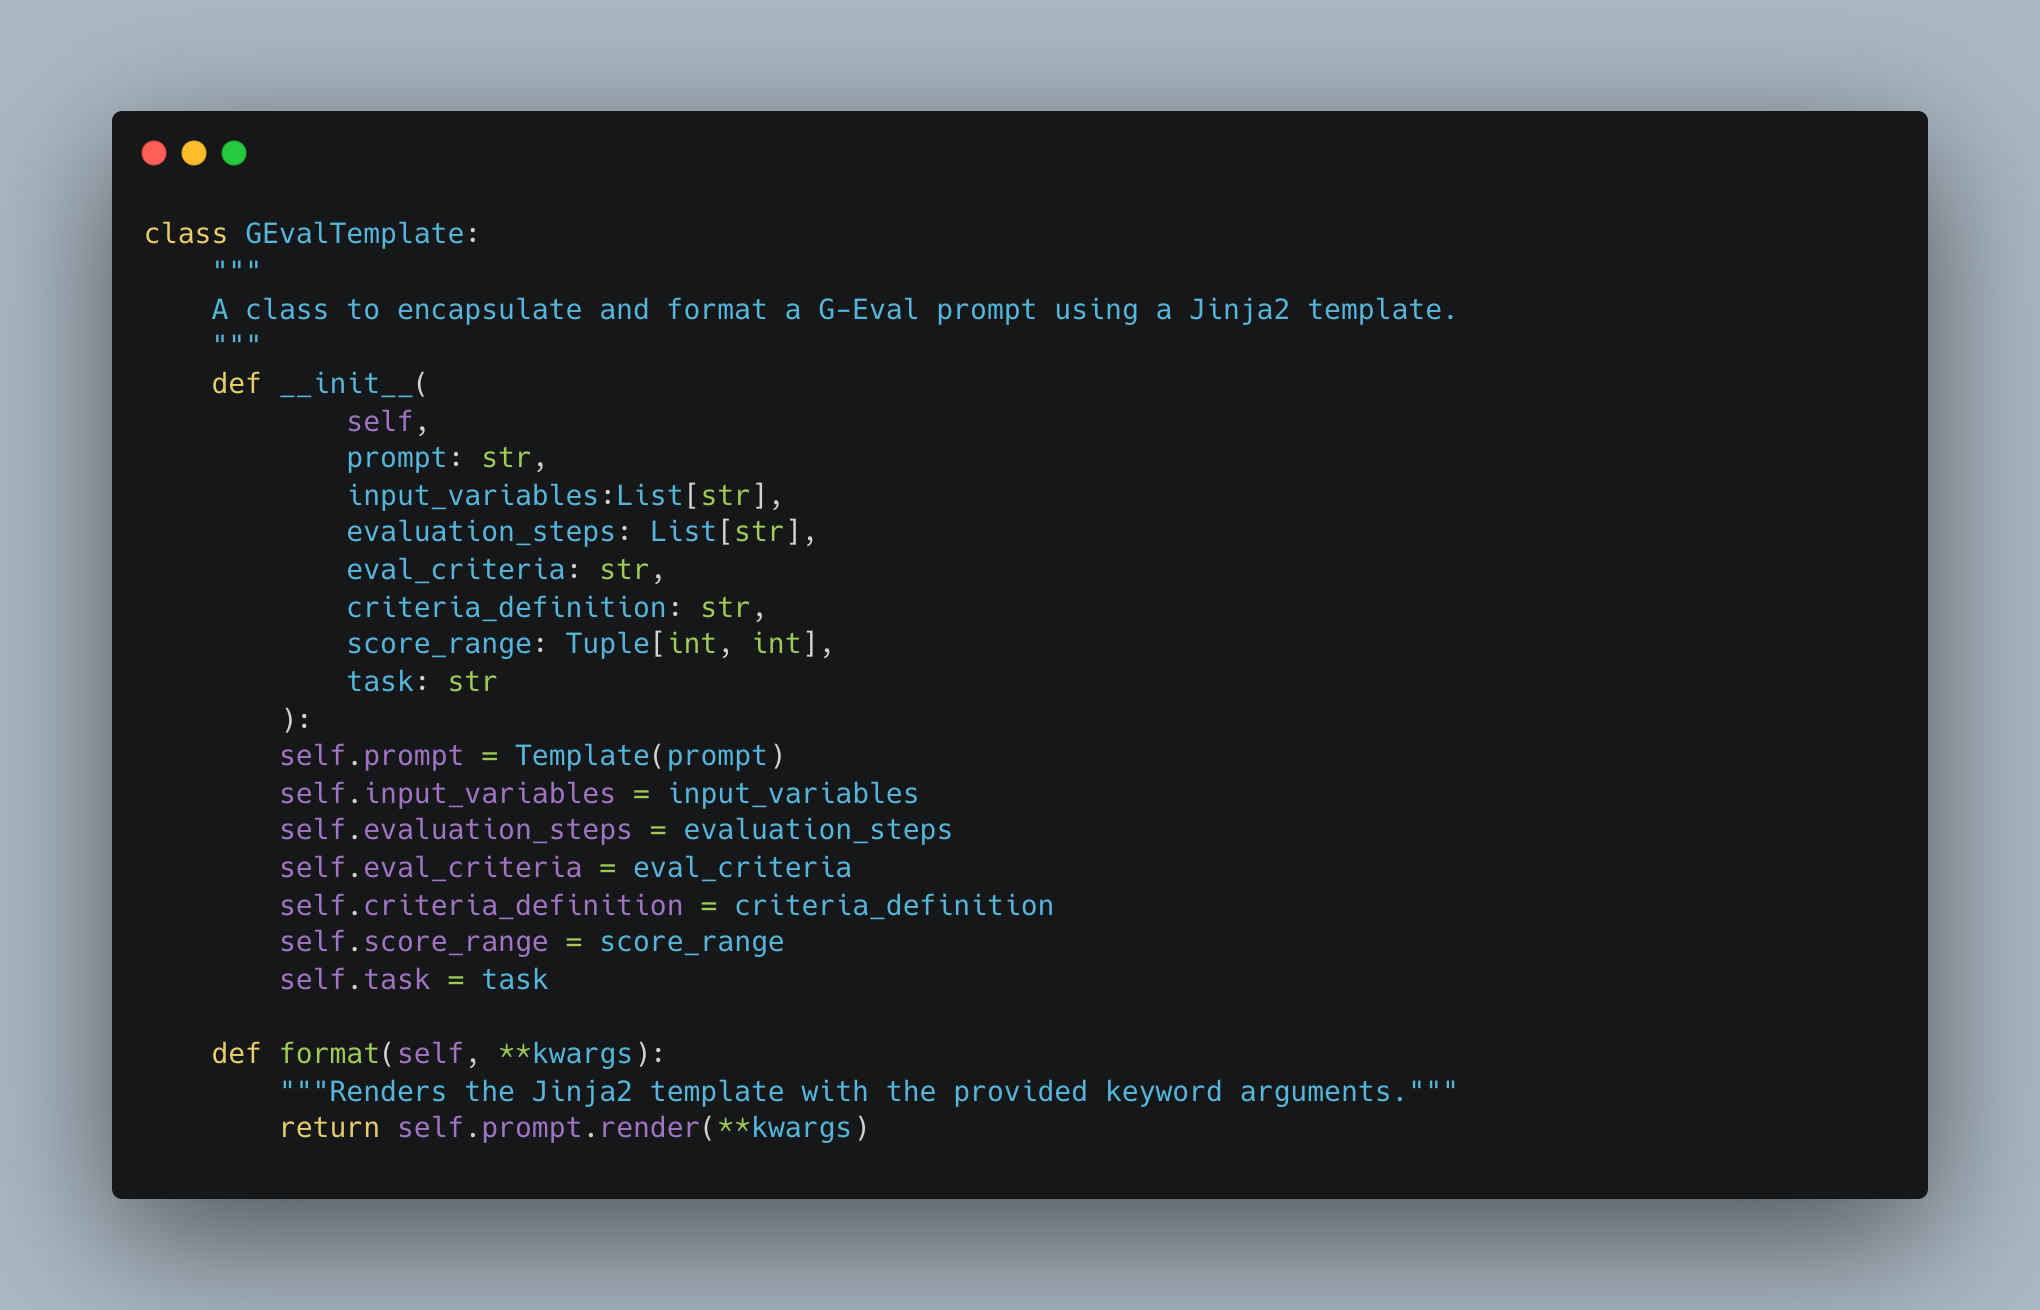 class GEvalTemplate:
    """
    A class to encapsulate and format a G-Eval prompt using a Jinja2 template.
    """
    def __init__(
            self,
            prompt: str,
            input_variables:List[str],
            evaluation_steps: List[str],
            eval_criteria: str,
            criteria_definition: str,
            score_range: Tuple[int, int],
            task: str
        ):
        self.prompt = Template(prompt)
        self.input_variables = input_variables
        self.evaluation_steps = evaluation_steps
        self.eval_criteria = eval_criteria
        self.criteria_definition = criteria_definition
        self.score_range = score_range
        self.task = task

    def format(self, **kwargs):
        """Renders the Jinja2 template with the provided keyword arguments."""
        return self.prompt.render(**kwargs)